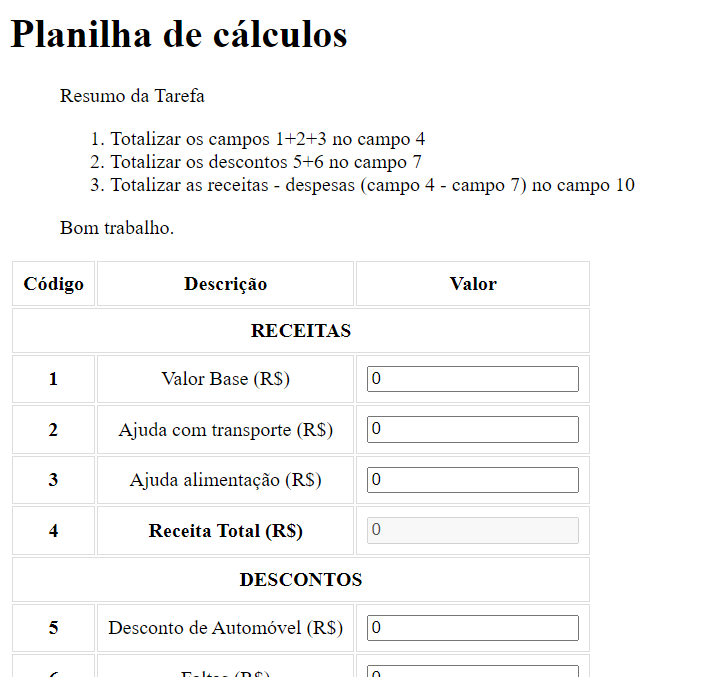 Planilha de cálculos
Resumo da Tarefa
1. Totalizar os campos 1+2+3 no campo 4
2. Totalizar os descontos 5+6 no campo 7
3. Totalizar as receitas - despesas (campo 4 - campo 7) no campo 10
Bom trabalho.
Código Descrição Valor
RECEITAS
1 Valor Base (R$) 0
2 Ajuda com transporte (R$) 0
3 Ajuda alimentação (R$) 0
4 Receita Total (R$) 0
DESCONTOS
5 Desconto de Automóvel (R$) 0